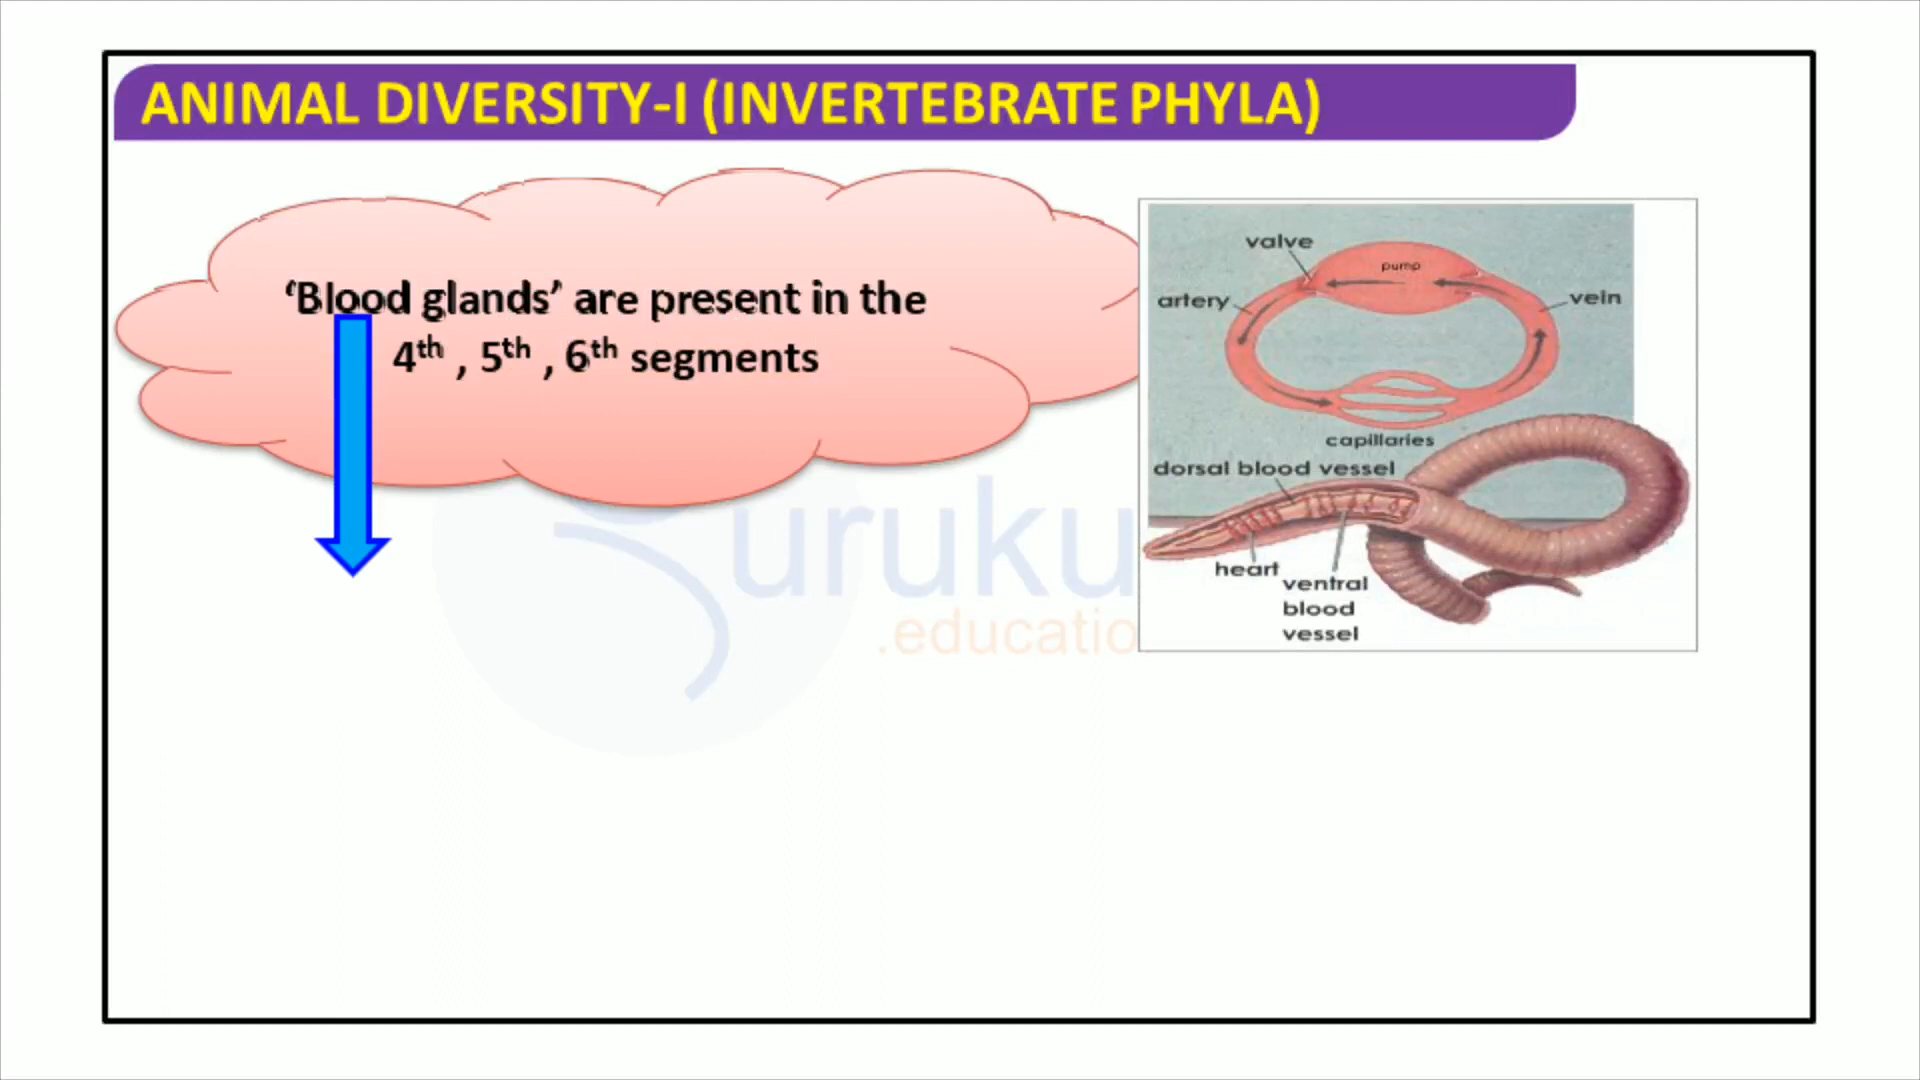 ANIMAL DIVERSITY-I (INVERTEBRATE PHYLA)
‘Blood glands’ are present in the
4th , 5th , 6th segments
valve
pump
artery
vein
capillaries
dorsal blood vessel
heart
ventral
blood
vessel
uruku
.educatio